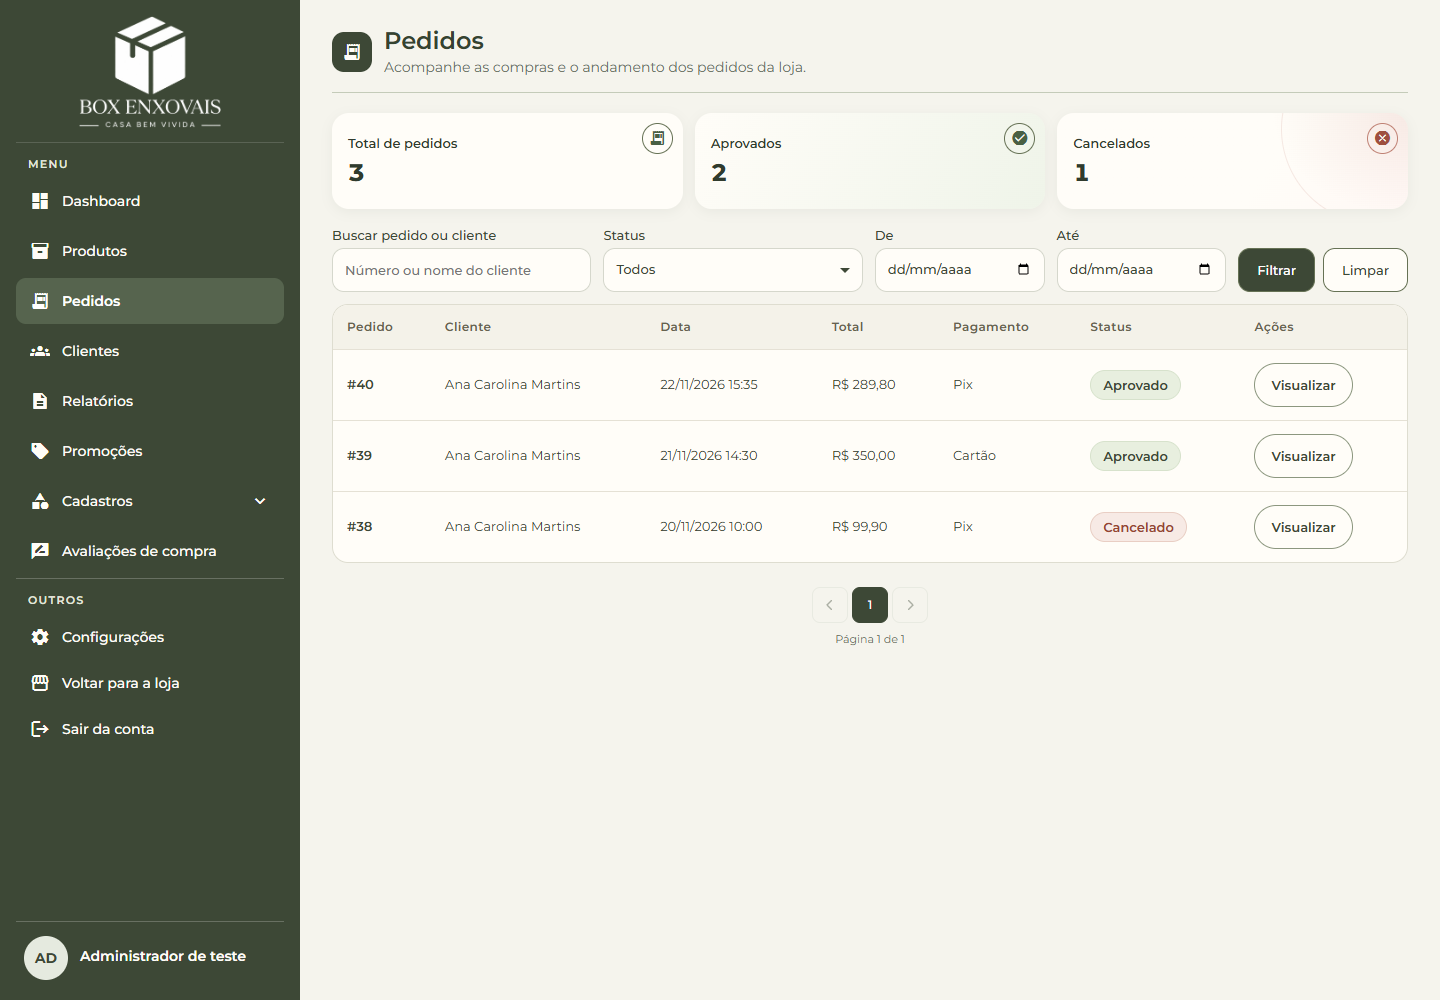 BOX ENXOVAIS
CASA BEM VIVIDA
MENU
Dashboard
Produtos
Pedidos
Clientes
Relatórios
Promoções
Cadastros
Avaliações de compra
OUTROS
Configurações
Voltar para a loja
Sair da conta
AD Administrador de teste
Pedidos
Acompanhe as compras e o andamento dos pedidos da loja.
Total de pedidos
3
Aprovados
2
Cancelados
1
Buscar pedido ou cliente Status De Até
Número ou nome do cliente Todos dd/mm/aaaa dd/mm/aaaa Filtrar Limpar
Pedido Cliente Data Total Pagamento Status Ações
#40 Ana Carolina Martins 22/11/2026 15:35 R$ 289,80 Pix Aprovado Visualizar
#39 Ana Carolina Martins 21/11/2026 14:30 R$ 350,00 Cartão Aprovado Visualizar
#38 Ana Carolina Martins 20/11/2026 10:00 R$ 99,90 Pix Cancelado Visualizar
1
Página 1 de 1